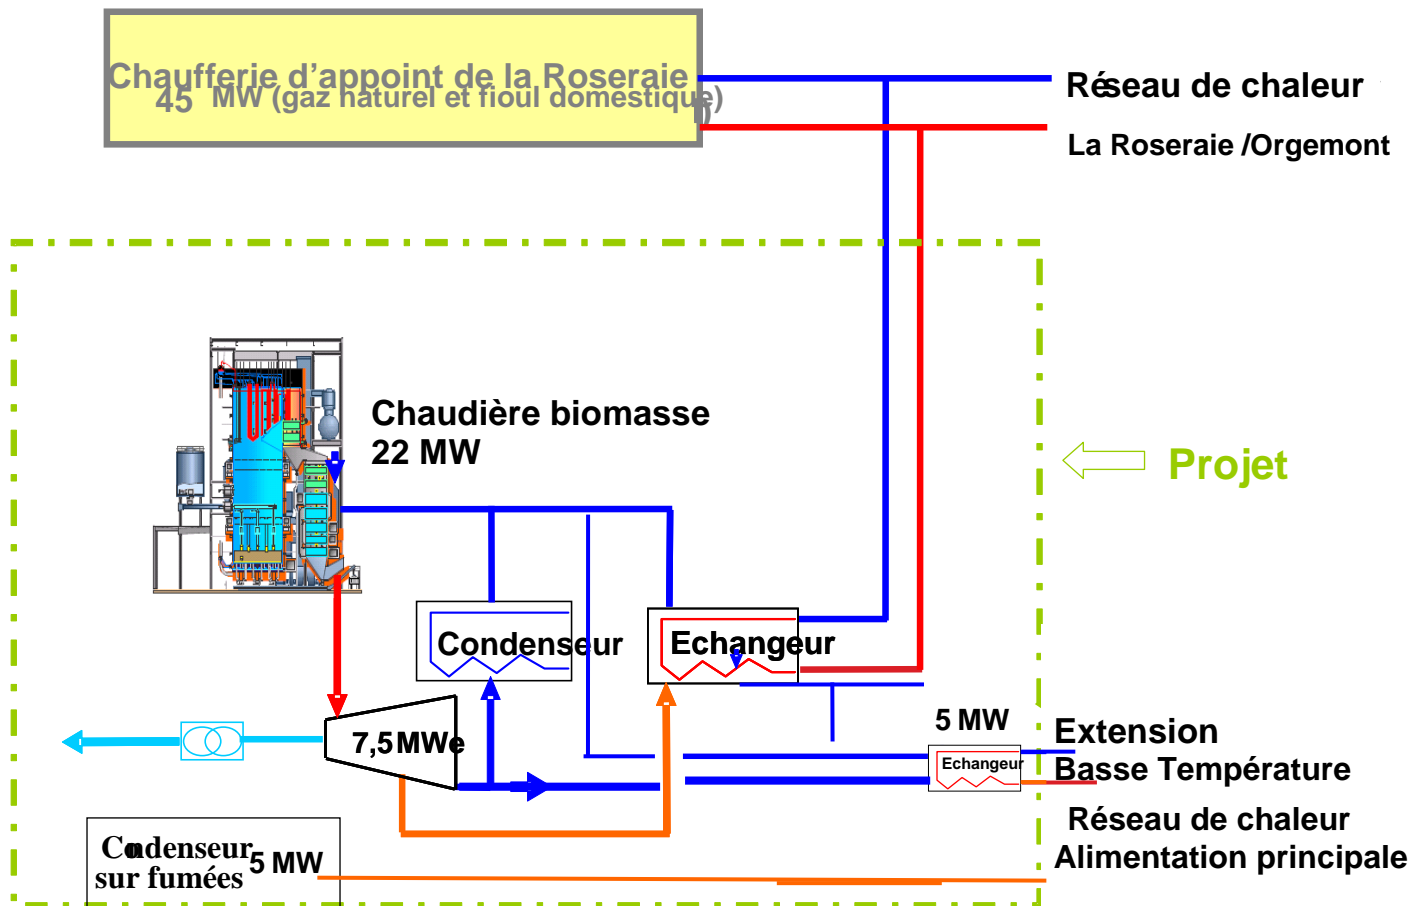 Chaufferie d'appoint de la Roseraie
45 MW (gaz naturel et fioul domestique)
Réseau de chaleur
La Roseraie /Orgemont
Chaudière biomasse
22 MW
Projet
Condenseur
Echangeur
7,5 MWe
5 MW
Echangeur
Extension
Basse Température
Réseau de chaleur
Alimentation principale
Condenseur
sur fumées
5 MW